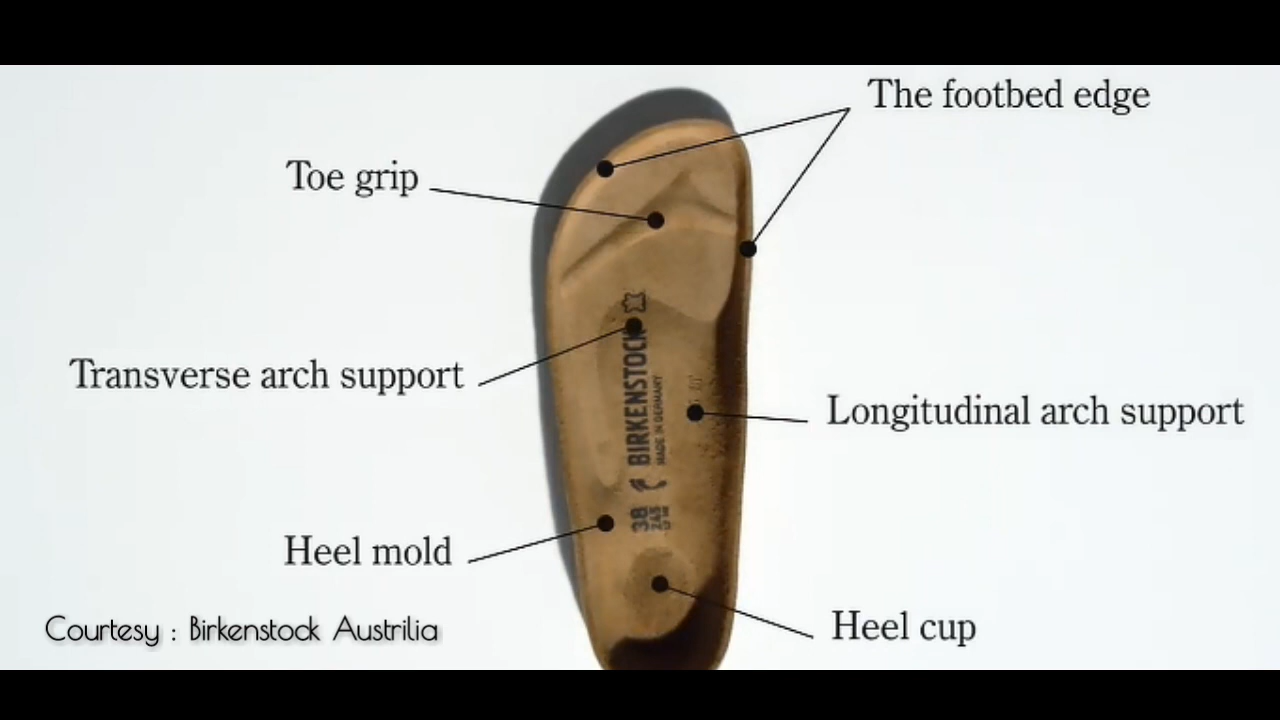 The footbed edge
Toe grip
Transverse arch support
Longitudinal arch support
Heel mold
Heel cup
BIRKENSTOCK
MADE IN GERMANY
38
245
Courtesy : Birkenstock Austrilia